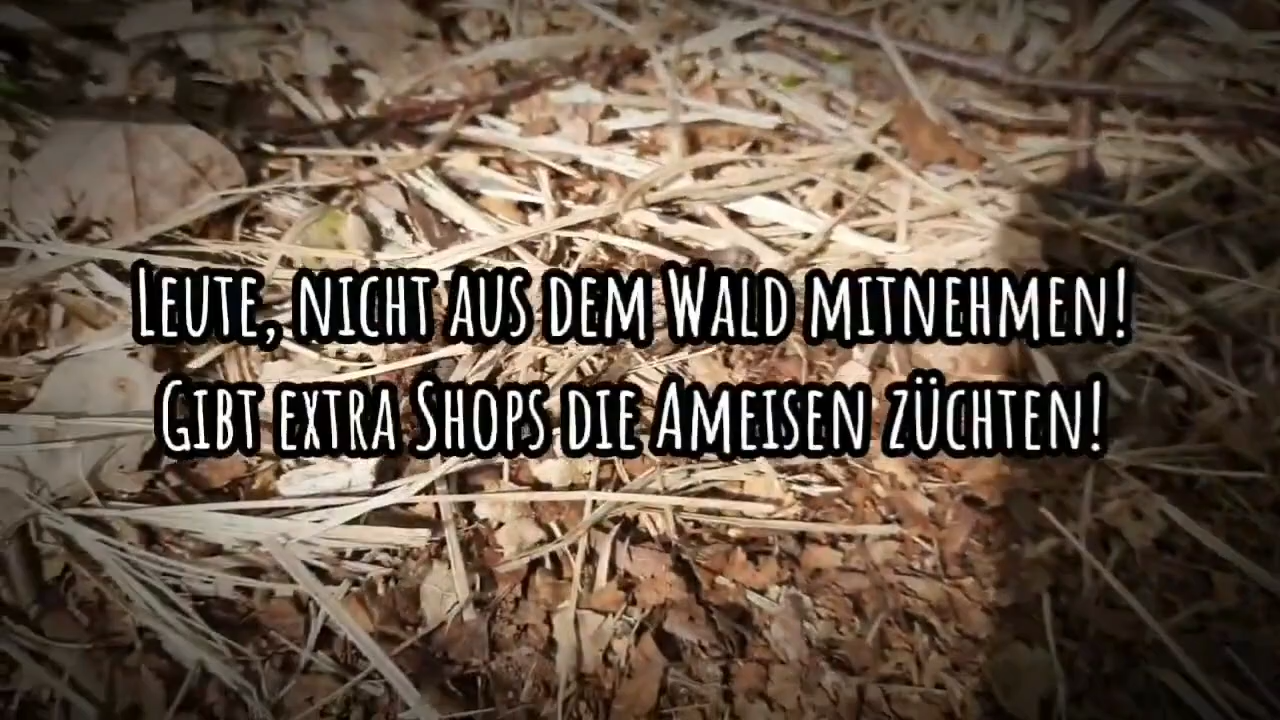 Leute, nicht aus dem Wald mitnehmen!
Gibt extra Shops die Ameisen züchten!